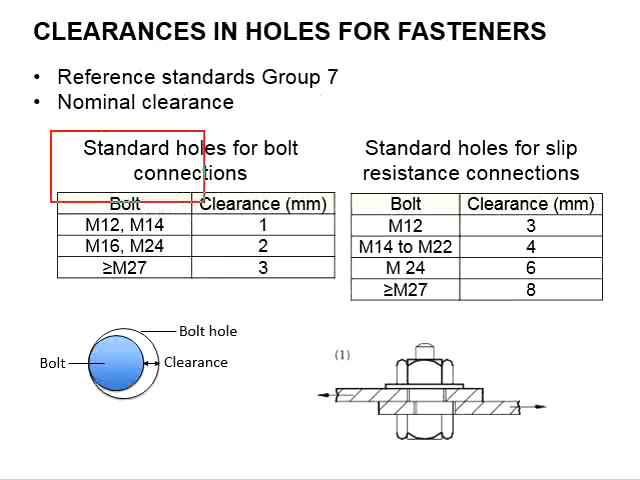 CLEARANCES IN HOLES FOR FASTENERS
• Reference standards Group 7
• Nominal clearance
Standard holes for bolt
connections
Bolt Clearance (mm)
M12, M14 1
M16, M24 2
≥M27 3
Standard holes for slip
resistance connections
Bolt Clearance (mm)
M12 3
M14 to M22 4
M 24 6
≥M27 8
Bolt hole
Bolt
Clearance
(1)